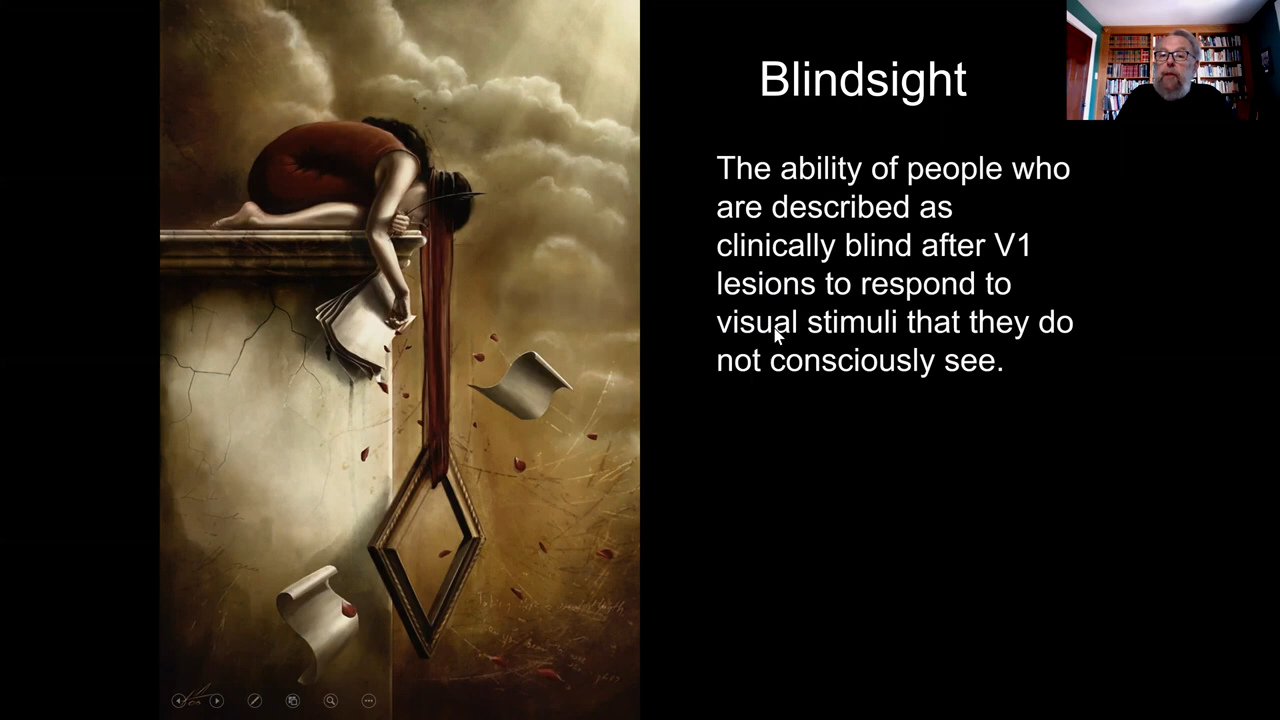 Blindsight
The ability of people who
are described as
clinically blind after V1
lesions to respond to
visual stimuli that they do
not consciously see.